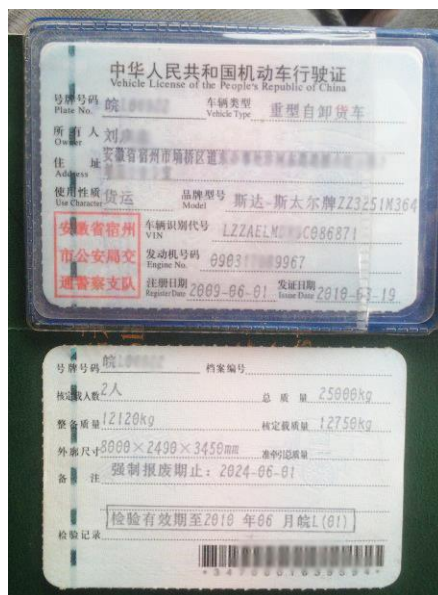 中华人民共和国机动车行驶证
Vehicle License of the People's Republic of China
号牌号码 皖 车辆类型 重型自卸货车
Plate No. Vehicle Type
所有人 刘
Owner
住址 安徽省宿州市埇桥区道东
Address
使用性质 货运 品牌型号 斯达-斯太尔牌ZZ3251M364
Use Character Model
安徽省宿州
市公安局交
通警察支队
车辆识别代号 LZZAELM C086871
VIN
发动机号码 090317 9967
Engine No.
注册日期 2009-06-01 发证日期 2010-03-19
Register Date Issue Date
号牌号码 皖 档案编号
核定载人数 2人 总质量 25000kg
整备质量 12120kg 核定载质量 12750kg
外廓尺寸 8000×2490×3450mm 准牵引总质量
备注 强制报废期止：2024-06-01
检验有效期至2010 年06 月皖L(01)
检验记录